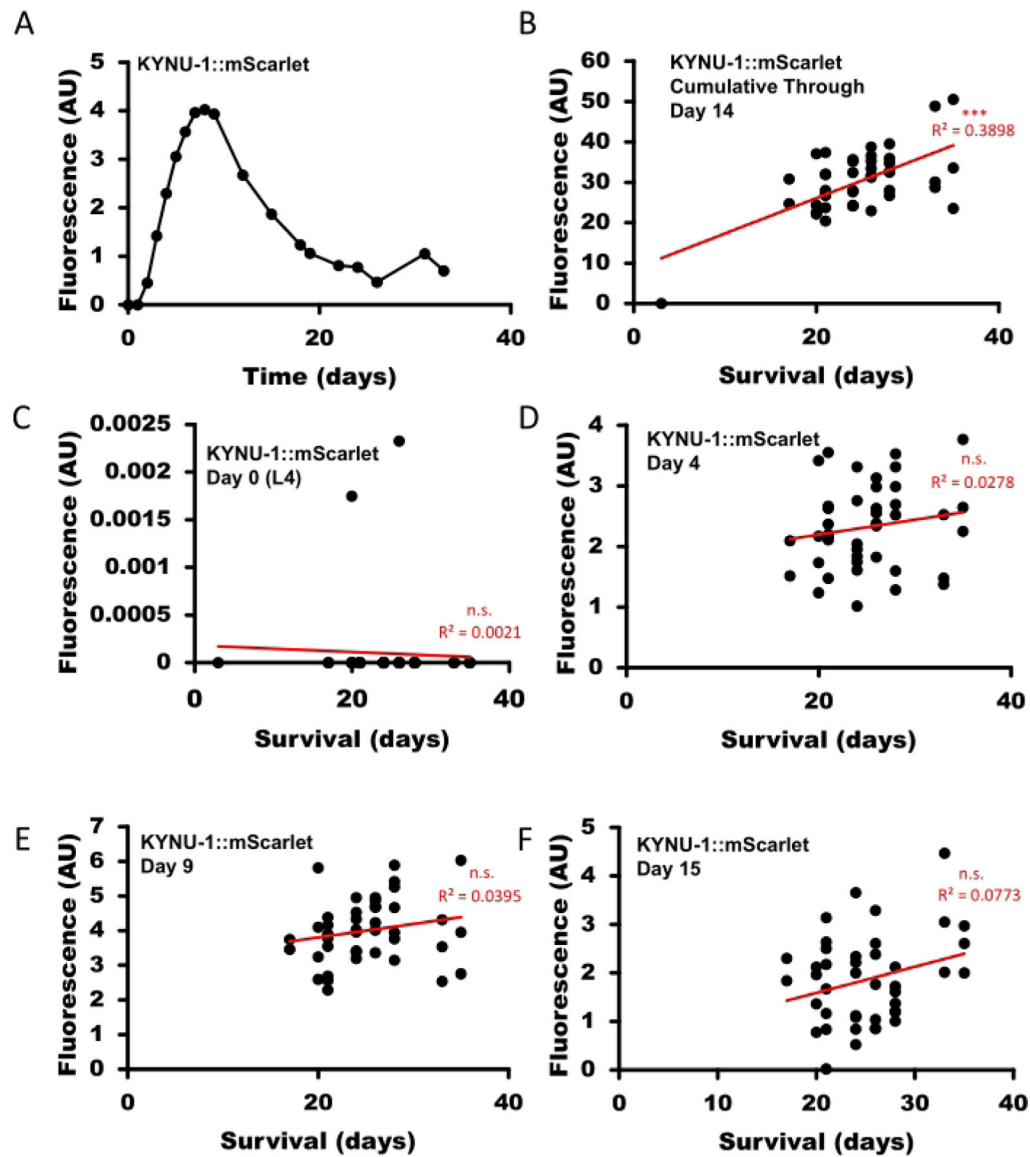 A
KYNU-1::mScarlet
Fluorescence (AU)
5
4
3
2
1
0
0
20
40
Time (days)
B
KYNU-1::mScarlet
Cumulative Through
Day 14
Fluorescence (AU)
60
50
40
30
20
10
0
***
R² = 0.3898
0
20
40
Survival (days)
C
KYNU-1::mScarlet
Day 0 (L4)
Fluorescence (AU)
0.0025
0.002
0.0015
0.001
0.0005
0
n.s.
R² = 0.0021
0
20
40
Survival (days)
D
KYNU-1::mScarlet
Day 4
Fluorescence (AU)
4
3
2
1
0
n.s.
R² = 0.0278
0
20
40
Survival (days)
E
KYNU-1::mScarlet
Day 9
Fluorescence (AU)
7
6
5
4
3
2
1
0
n.s.
R² = 0.0395
0
20
40
Survival (days)
F
KYNU-1::mScarlet
Day 15
Fluorescence (AU)
5
4
3
2
1
0
n.s.
R² = 0.0773
0
10
20
30
40
Survival (days)